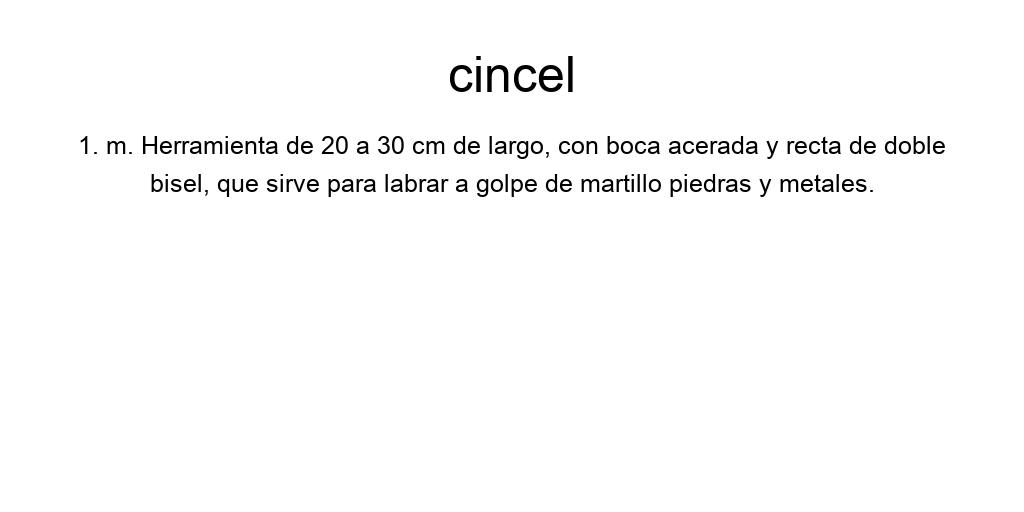 cincel
1. m. Herramienta de 20 a 30 cm de largo, con boca acerada y recta de doble
bisel, que sirve para labrar a golpe de martillo piedras y metales.